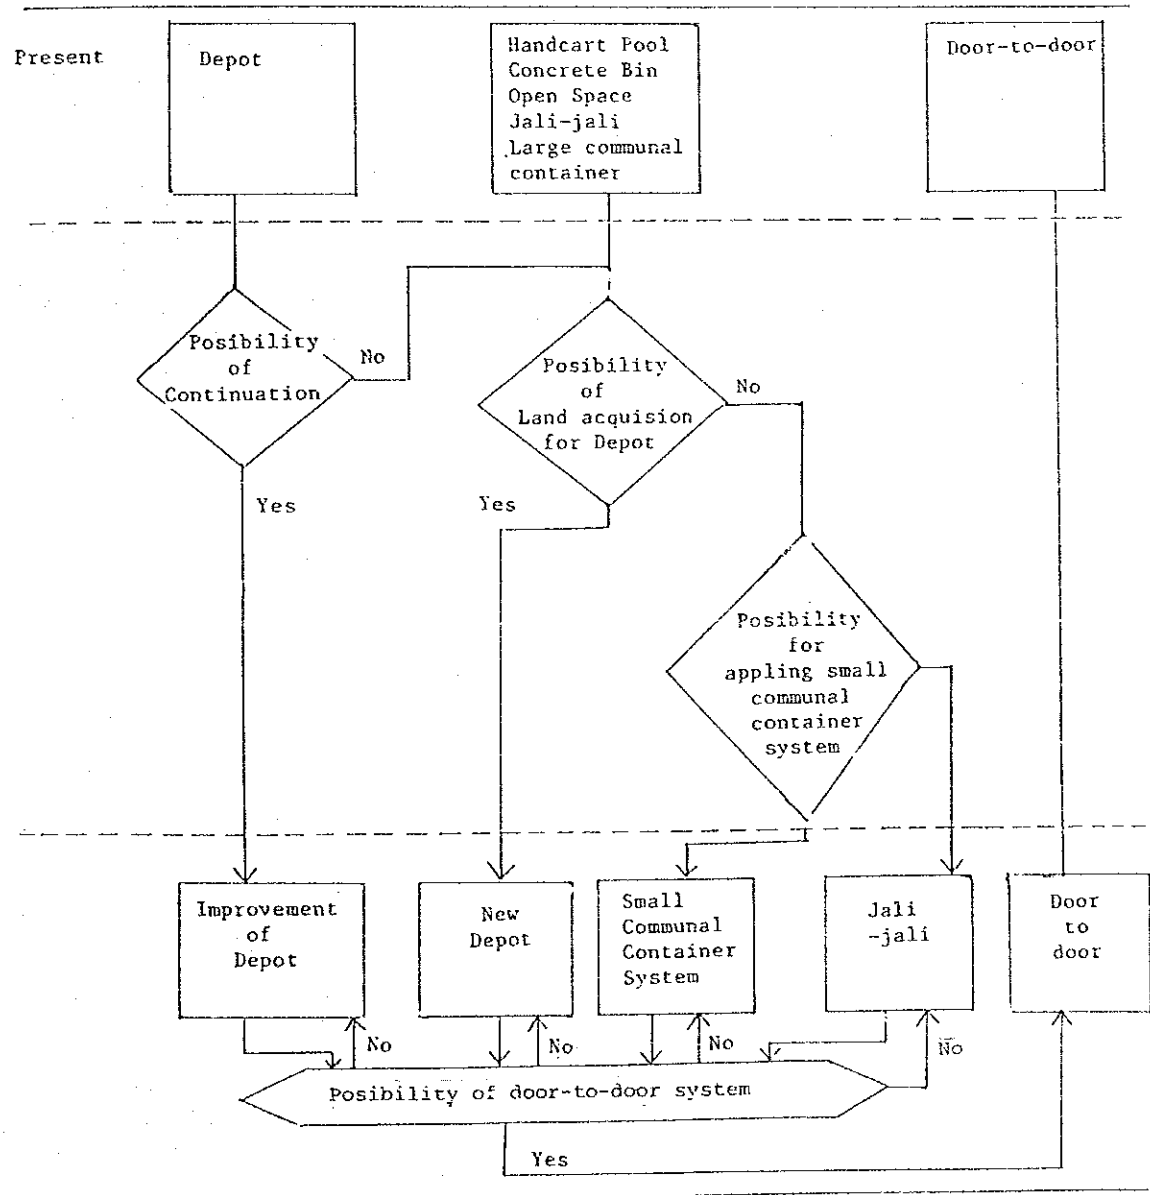 Present
Depot
Handcart Pool
Concrete Bin
Open Space
Jali-jali
Large communal
container
Door-to-door
Posibility
of
Continuation
No
Posibility
of
Land acquision
for Depot
No
Yes
Yes
Posibility
for
appling small
communal
container
system
Improvement
of
Depot
New
Depot
Small
Communal
Container
System
Jali
-jali
Door
to
door
No
No
No
No
Posibility of door-to-door system
Yes